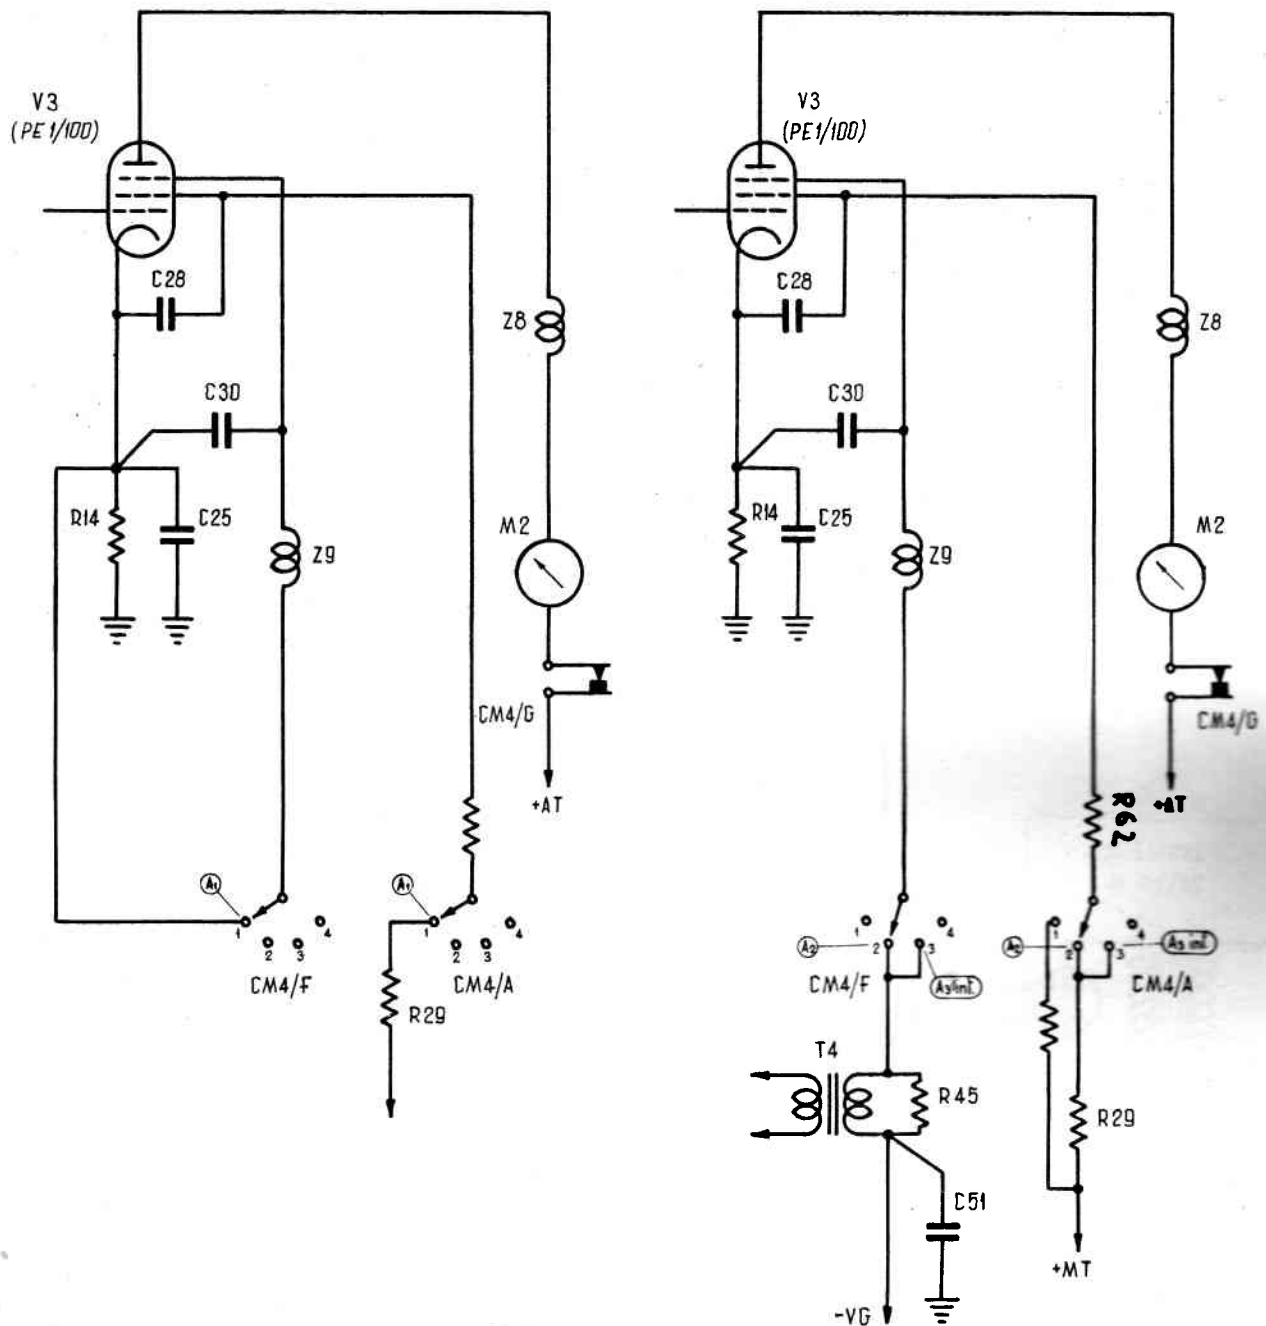 V3
(PE1/100)
C28
Z8
C30
R14
C25
M2
Z9
CM4/G
+AT
A1
1
2
3
4
CM4/F
A1
1
2
3
4
CM4/A
R29
V3
(PE1/100)
C28
Z8
C30
R14
C25
M2
Z9
CM4/G
+AT
R62
1
2
3
4
A2
CM4/F
A3 int.
1
2
3
4
A2
A3 int.
CM4/A
T4
R45
R29
C51
+MT
-VG